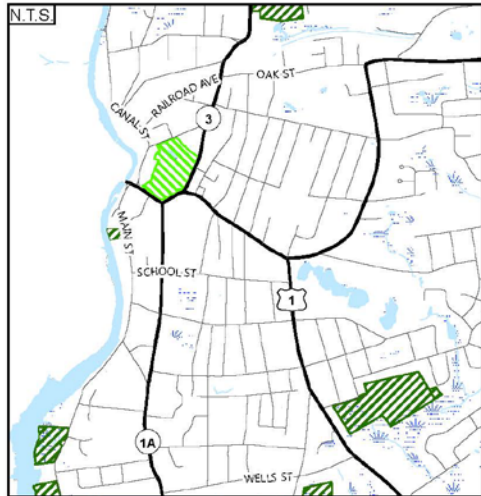 N.T.S.
OAK ST
RAILROAD AVE
CANAL ST
3
MAIN ST
SCHOOL ST
1
1A
WELLS ST